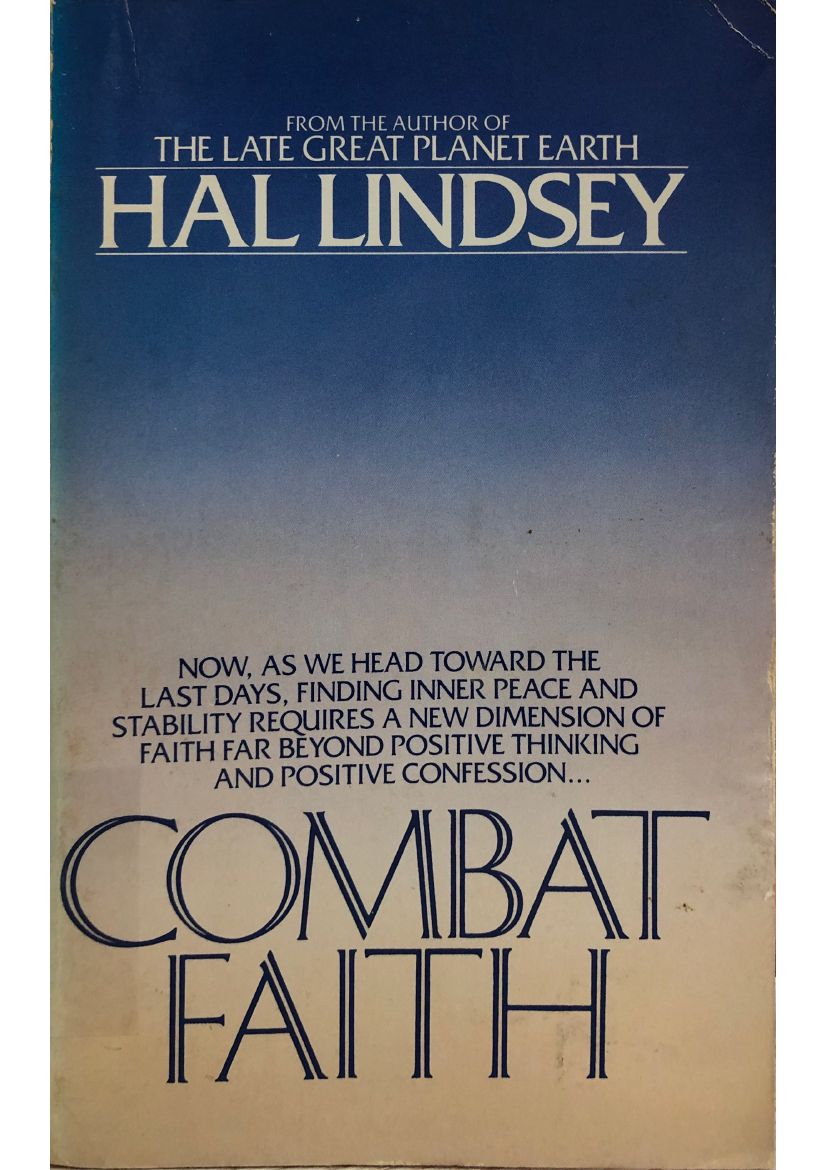 FROM THE AUTHOR OF
THE LATE GREAT PLANET EARTH
HAL LINDSEY
NOW, AS WE HEAD TOWARD THE
LAST DAYS, FINDING INNER PEACE AND
STABILITY REQUIRES A NEW DIMENSION OF
FAITH FAR BEYOND POSITIVE THINKING
AND POSITIVE CONFESSION...
COMBAT
FAITH